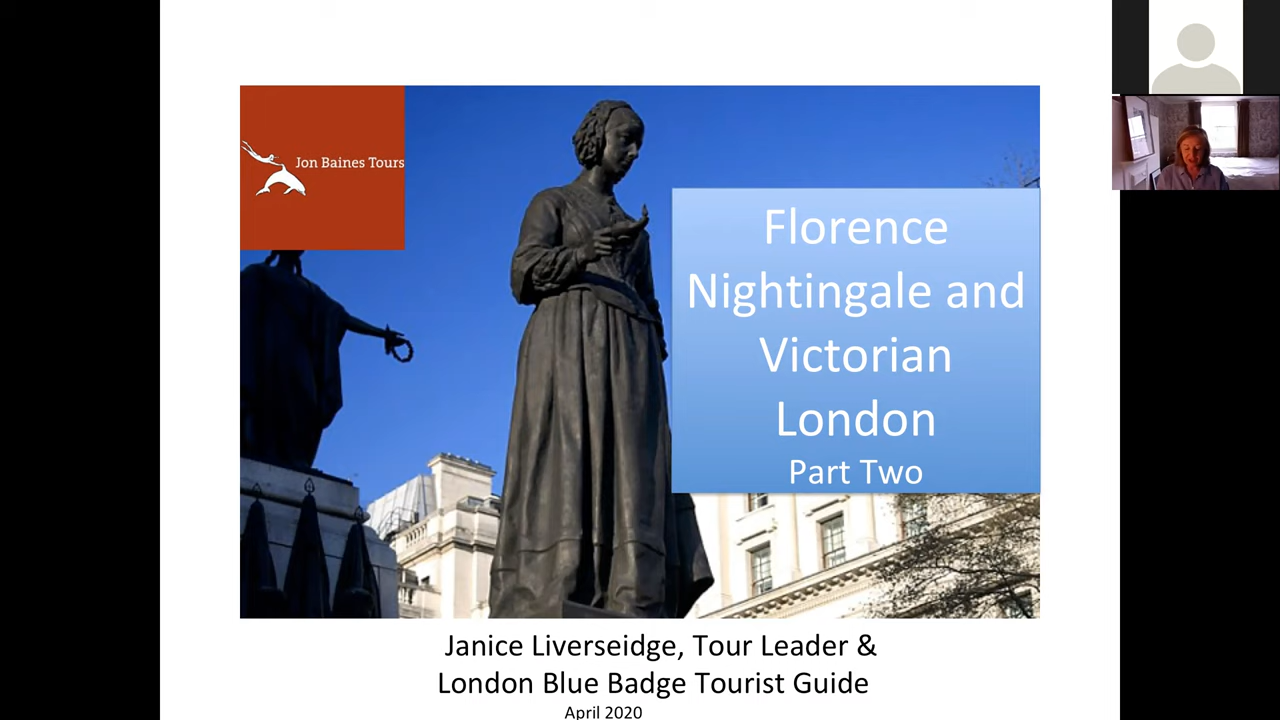 Jon Baines Tours
Florence
Nightingale and
Victorian
London
Part Two
Janice Liverseidge, Tour Leader &
London Blue Badge Tourist Guide
April 2020